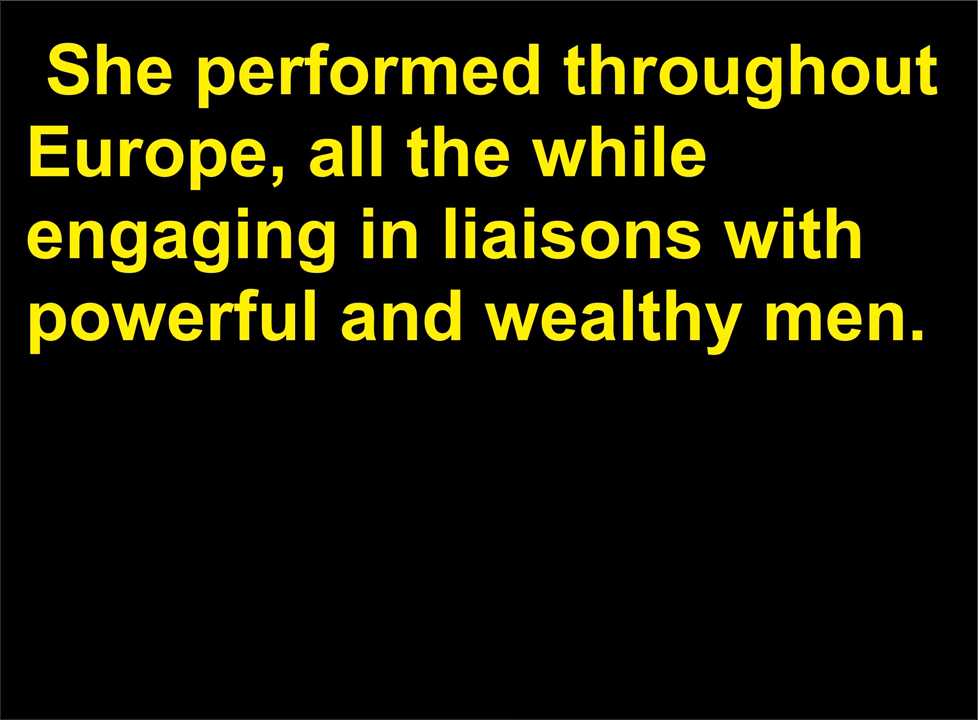 She performed throughout
Europe, all the while
engaging in liaisons with
powerful and wealthy men.